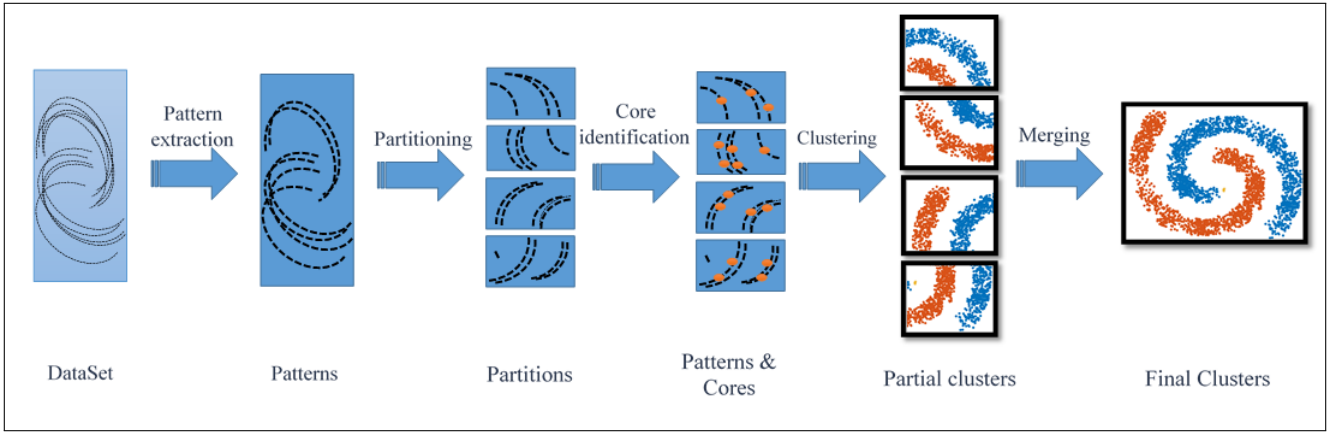 Pattern
extraction
Partitioning
Core
identification
Clustering
Merging
DataSet
Patterns
Partitions
Patterns &
Cores
Partial clusters
Final Clusters